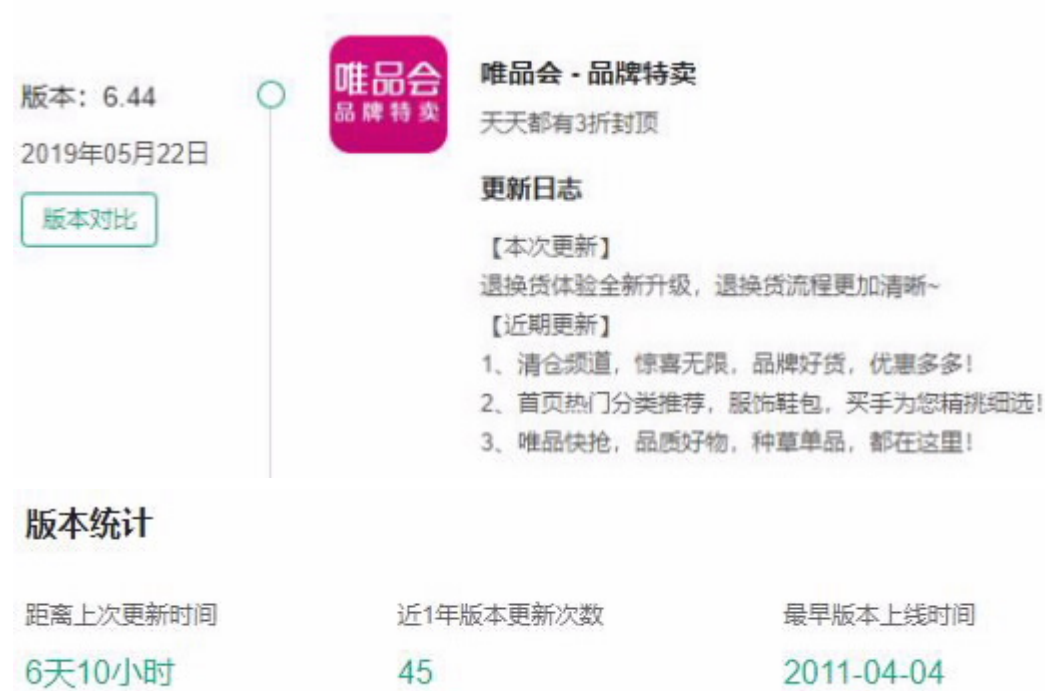 版本：6.44
2019年05月22日
版本对比
唯品会
品牌特卖
唯品会 - 品牌特卖
天天都有3折封顶
更新日志
【本次更新】
退换货体验全新升级，退换货流程更加清晰~
【近期更新】
1、清仓频道，惊喜无限，品牌好货，优惠多多！
2、首页热门分类推荐，服饰鞋包，买手为您精挑细选！
3、唯品快抢，品质好物，种草单品，都在这里！
版本统计
距离上次更新时间 近1年版本更新次数 最早版本上线时间
6天10小时 45 2011-04-04